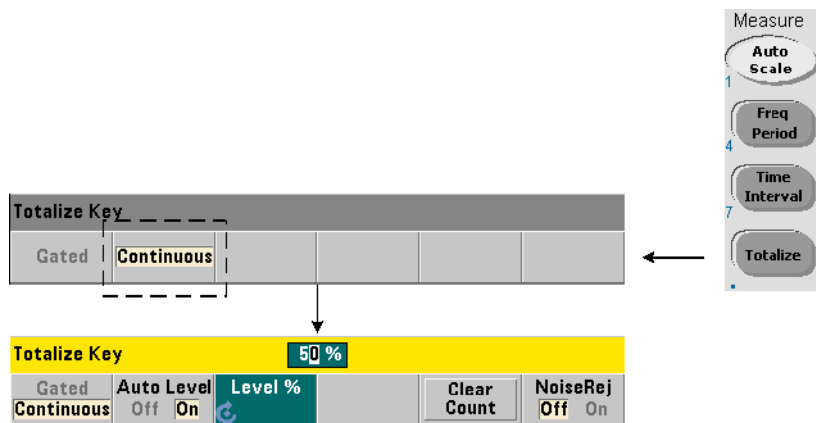 Measure
Auto
Scale
1
Freq
Period
4
Time
Interval
7
Totalize
.
Totalize Key
Gated Continuous
Totalize Key 50 %
Gated Auto Level Level % Clear NoiseRej
Continuous Off On Count Off On